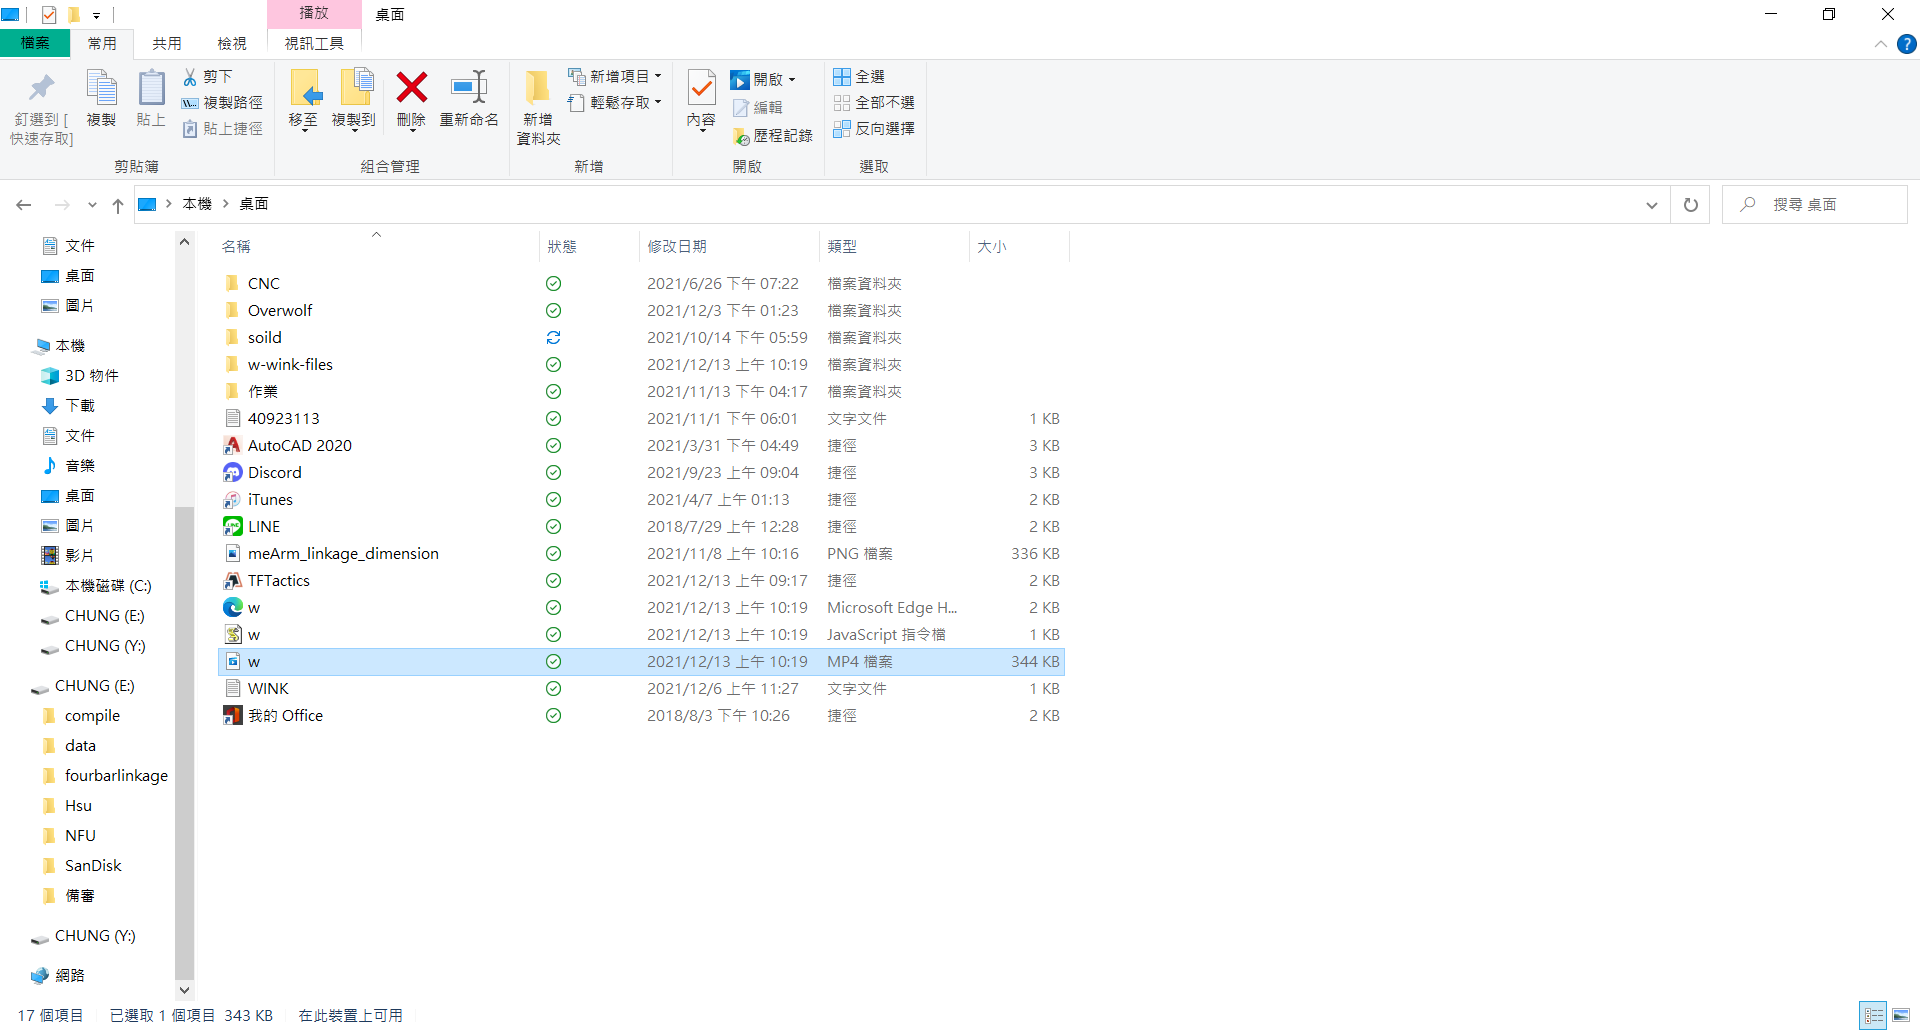 播放
桌面
檔案
常用
共用
檢視
視訊工具
釘選到 [
快速存取]
複製
貼上
剪下
複製路徑
貼上捷徑
剪貼簿
移至
複製到
刪除
重新命名
組合管理
新增
資料夾
新增項目
輕鬆存取
新增
內容
開啟
編輯
歷程記錄
開啟
全選
全部不選
反向選擇
選取
本機
桌面
搜尋 桌面
文件
桌面
圖片
本機
3D 物件
下載
文件
音樂
桌面
圖片
影片
本機磁碟 (C:)
CHUNG (E:)
CHUNG (Y:)
CHUNG (E:)
compile
data
fourbarlinkage
Hsu
NFU
SanDisk
備審
CHUNG (Y:)
網路
名稱 狀態 修改日期 類型 大小
CNC 2021/6/26 下午 07:22 檔案資料夾
Overwolf 2021/12/3 下午 01:23 檔案資料夾
soild 2021/10/14 下午 05:59 檔案資料夾
w-wink-files 2021/12/13 上午 10:19 檔案資料夾
作業 2021/11/13 下午 04:17 檔案資料夾
40923113 2021/11/1 下午 06:01 文字文件 1 KB
AutoCAD 2020 2021/3/31 下午 04:49 捷徑 3 KB
Discord 2021/9/23 上午 09:04 捷徑 3 KB
iTunes 2021/4/7 上午 01:13 捷徑 2 KB
LINE 2018/7/29 上午 12:28 捷徑 2 KB
meArm_linkage_dimension 2021/11/8 上午 10:16 PNG 檔案 336 KB
TFTactics 2021/12/13 上午 09:17 捷徑 2 KB
w 2021/12/13 上午 10:19 Microsoft Edge H... 2 KB
w 2021/12/13 上午 10:19 JavaScript 指令檔 1 KB
w 2021/12/13 上午 10:19 MP4 檔案 344 KB
WINK 2021/12/6 上午 11:27 文字文件 1 KB
我的 Office 2018/8/3 下午 10:26 捷徑 2 KB
17 個項目 已選取 1 個項目 343 KB 在此裝置上可用